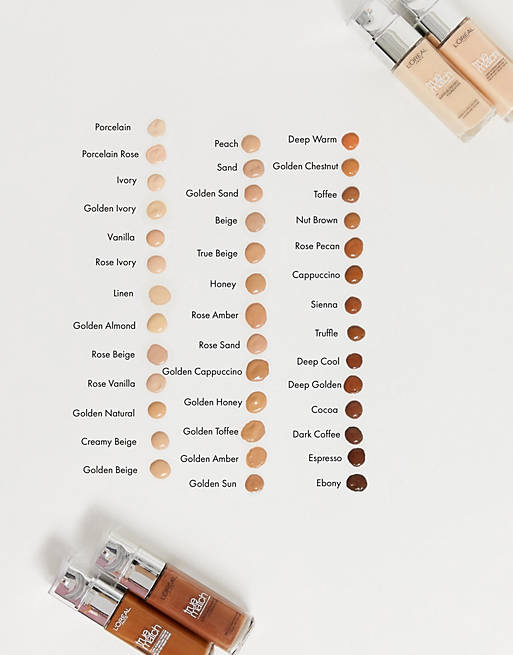 L'ORÉAL
true match
L'ORÉAL
true match
Porcelain
Porcelain Rose
Ivory
Golden Ivory
Vanilla
Rose Ivory
Linen
Golden Almond
Rose Beige
Rose Vanilla
Golden Natural
Creamy Beige
Golden Beige
Peach
Sand
Golden Sand
Beige
True Beige
Honey
Rose Amber
Rose Sand
Golden Cappuccino
Golden Honey
Golden Toffee
Golden Amber
Golden Sun
Deep Warm
Golden Chestnut
Toffee
Nut Brown
Rose Pecan
Cappuccino
Sienna
Truffle
Deep Cool
Deep Golden
Cocoa
Dark Coffee
Espresso
Ebony
L'ORÉAL
true
match
L'ORÉAL
true
match